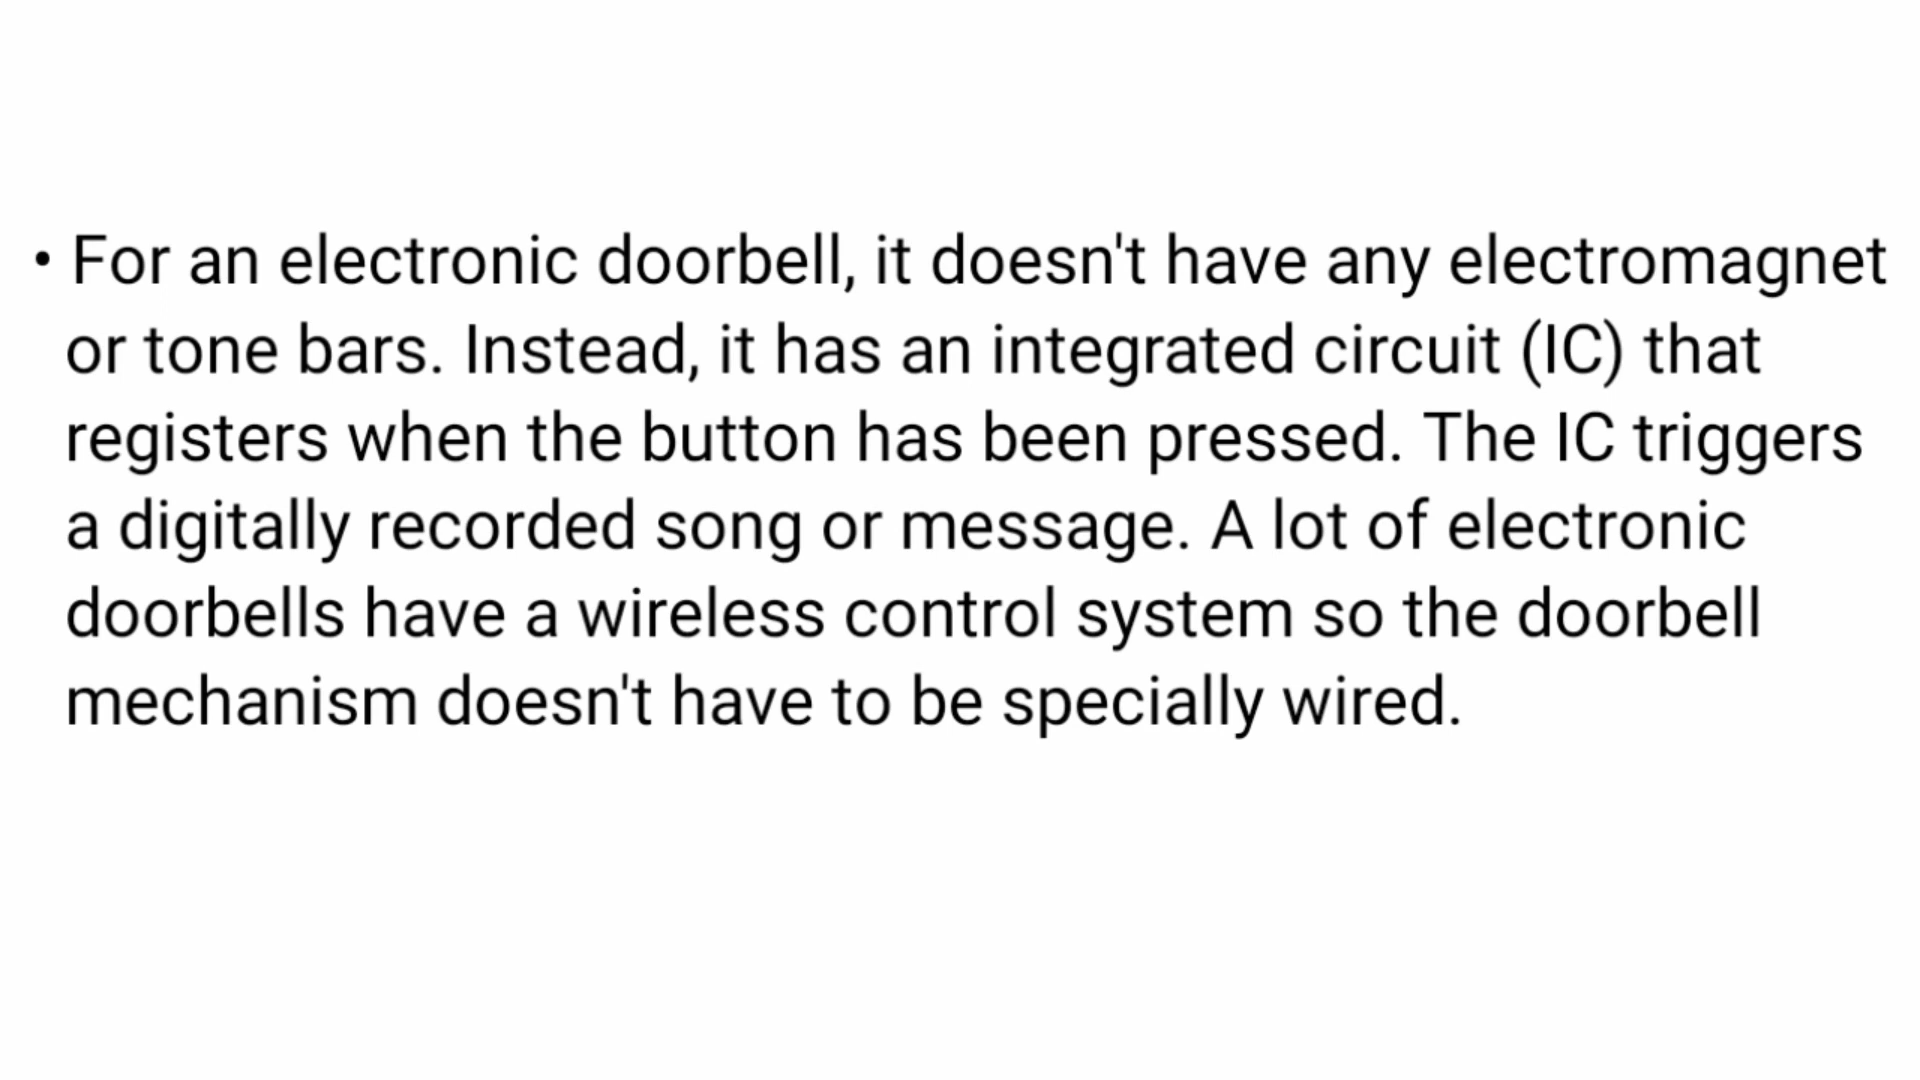 • For an electronic doorbell, it doesn't have any electromagnet
or tone bars. Instead, it has an integrated circuit (IC) that
registers when the button has been pressed. The IC triggers
a digitally recorded song or message. A lot of electronic
doorbells have a wireless control system so the doorbell
mechanism doesn't have to be specially wired.